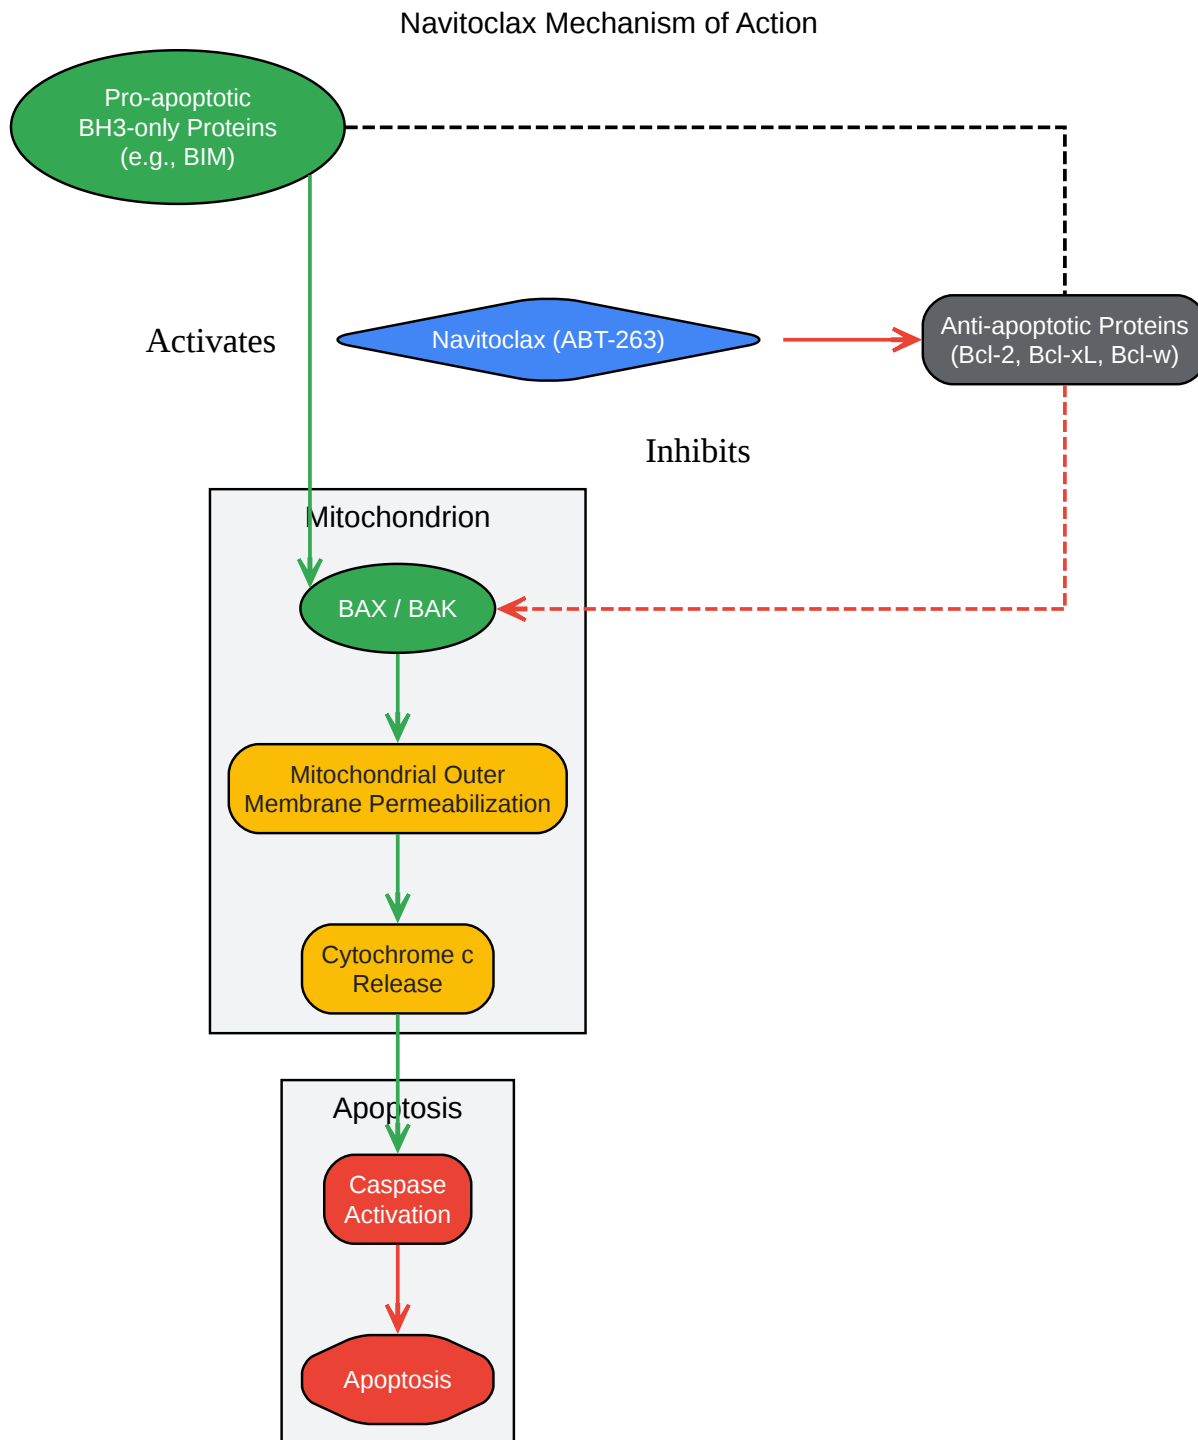 Navitoclax Mechanism of Action
Pro-apoptotic
BH3-only Proteins
(e.g., BIM)
Activates
Navitoclax (ABT-263)
Anti-apoptotic Proteins
(Bcl-2, Bcl-xL, Bcl-w)
Inhibits
Mitochondrion
BAX / BAK
Mitochondrial Outer
Membrane Permeabilization
Cytochrome c
Release
Apoptosis
Caspase
Activation
Apoptosis